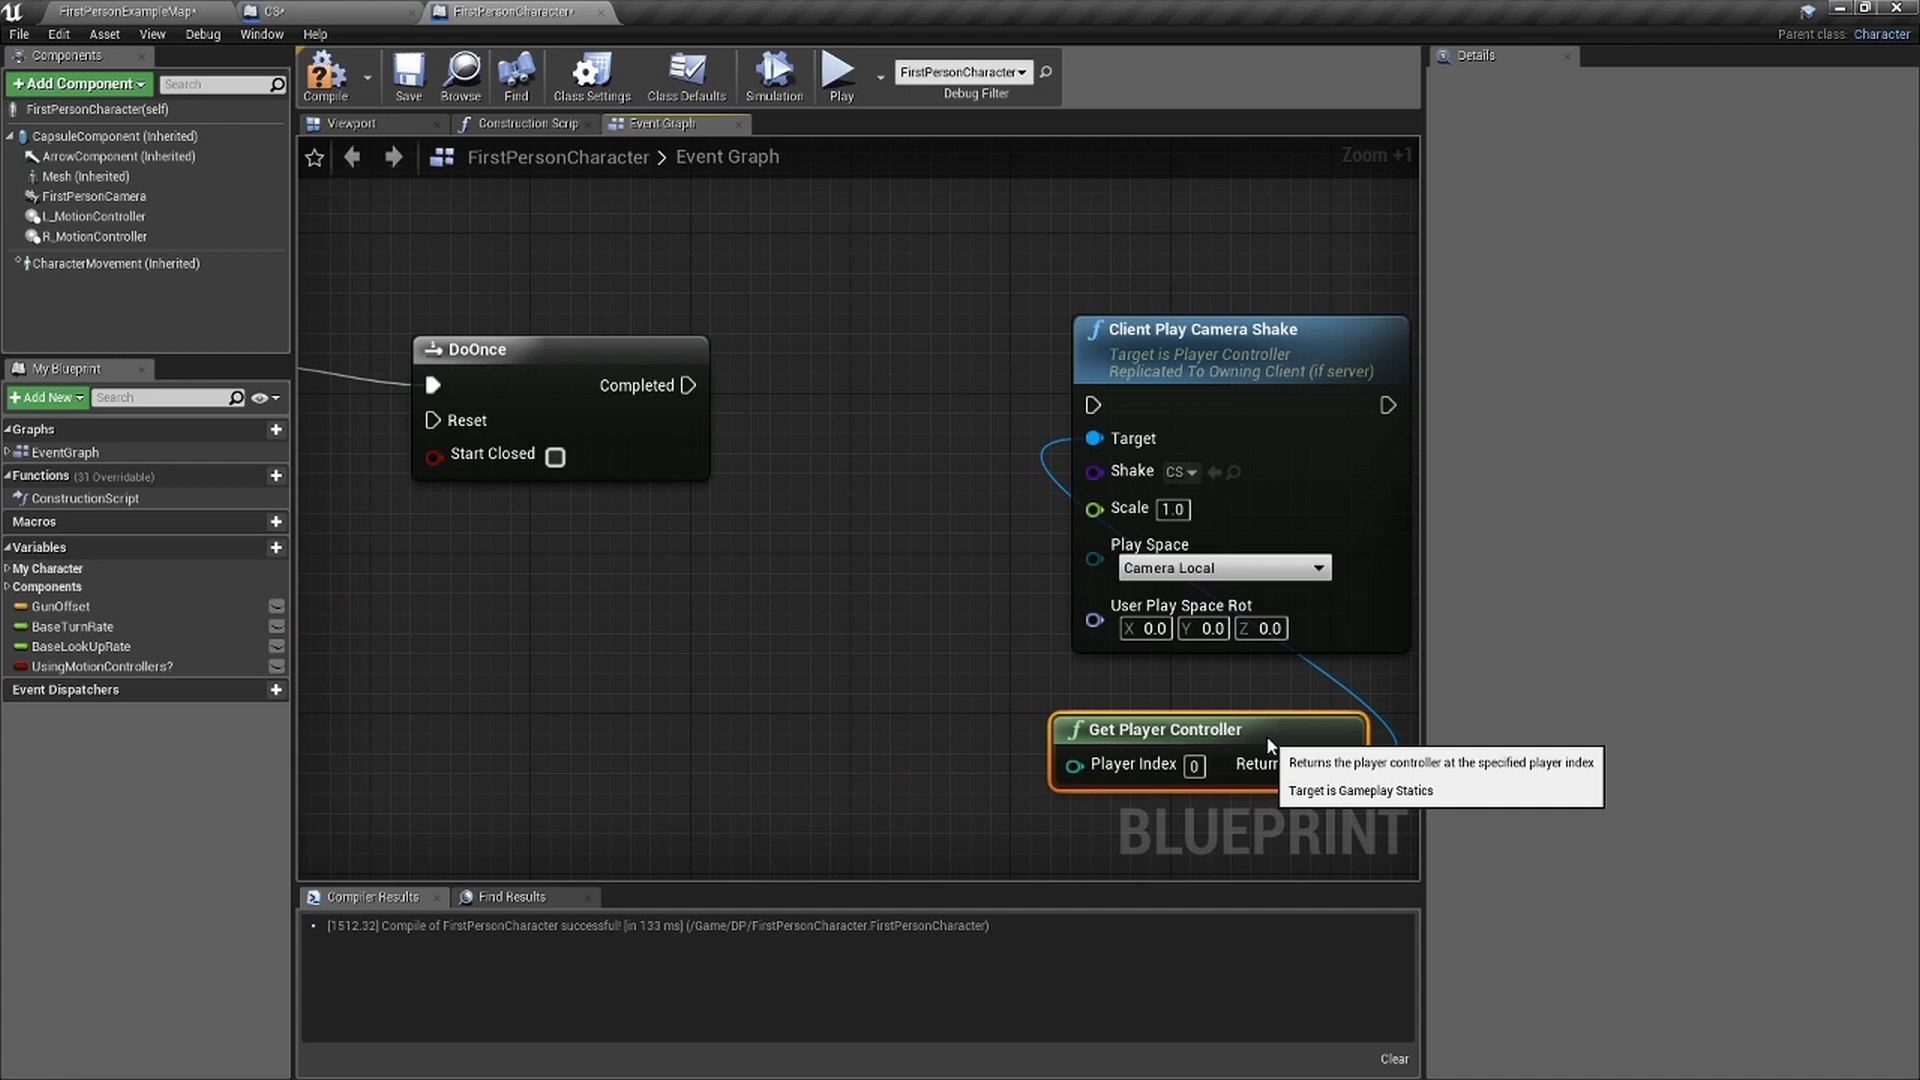 FirstPersonExampleMap*
CS*
FirstPersonCharacter*
File Edit Asset View Debug Window Help
Parent class: Character
Components
+Add Component
Search
FirstPersonCharacter(self)
CapsuleComponent (Inherited)
ArrowComponent (Inherited)
Mesh (Inherited)
FirstPersonCamera
L_MotionController
R_MotionController
CharacterMovement (Inherited)
My Blueprint
+Add New
Search
Graphs
EventGraph
Functions (31 Overridable)
ConstructionScript
Macros
Variables
My Character
Components
GunOffset
BaseTurnRate
BaseLookUpRate
UsingMotionControllers?
Event Dispatchers
Compile
Save
Browse
Find
Class Settings
Class Defaults
Simulation
Play
FirstPersonCharacter
Debug Filter
Viewport
Construction Scrip
Event Graph
FirstPersonCharacter > Event Graph
Zoom +1
DoOnce
Completed
Reset
Start Closed
Client Play Camera Shake
Target is Player Controller
Replicated To Owning Client (if server)
Target
Shake CS
Scale 1.0
Play Space
Camera Local
User Play Space Rot
X 0.0 Y 0.0 Z 0.0
Get Player Controller
Player Index 0 Return
Returns the player controller at the specified player index
Target is Gameplay Statics
BLUEPRINT
Compiler Results
Find Results
[1512.32] Compile of FirstPersonCharacter successful! [in 133 ms] (/Game/DP/FirstPersonCharacter.FirstPersonCharacter)
Clear
Details